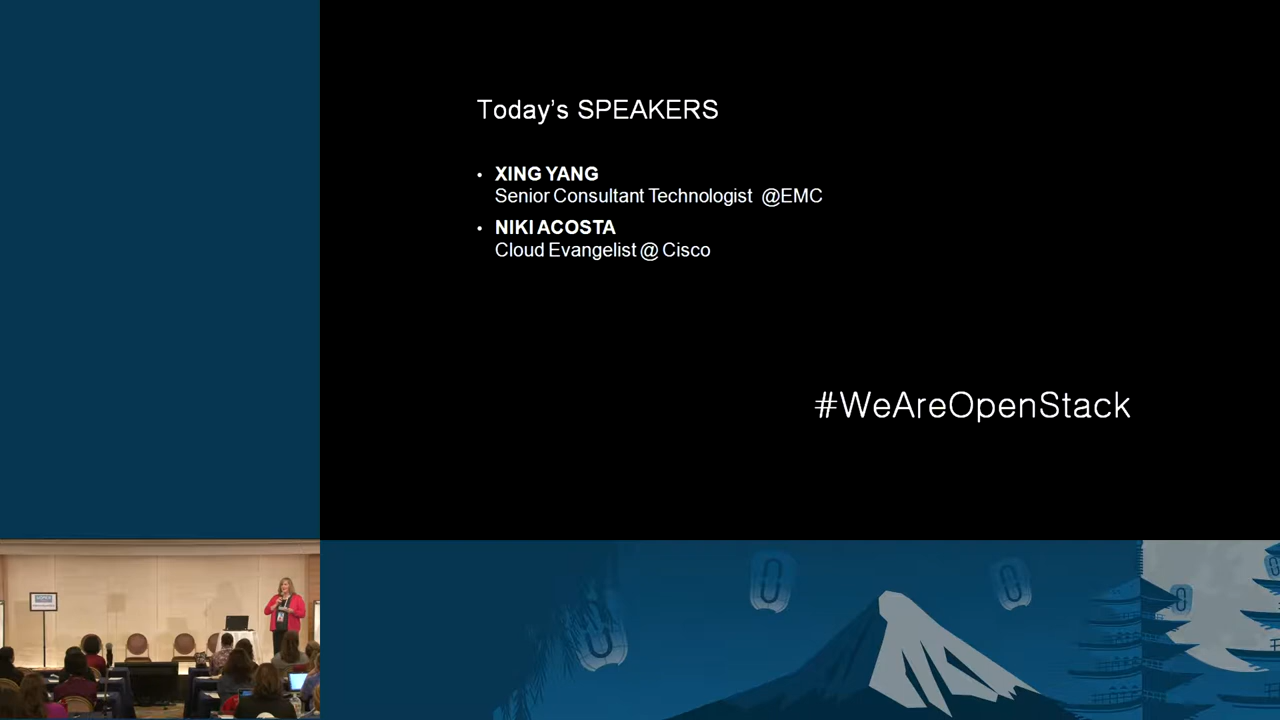 Today's SPEAKERS
• XING YANG
Senior Consultant Technologist @EMC
• NIKI ACOSTA
Cloud Evangelist @ Cisco
#WeAreOpenStack